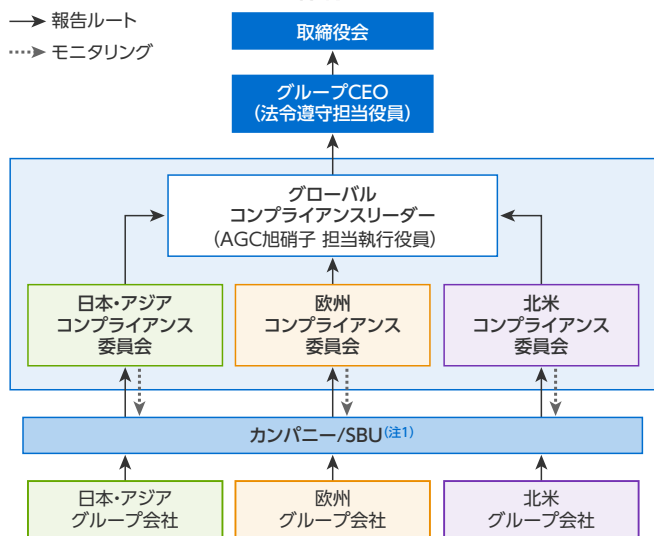 報告ルート
モニタリング
取締役会
グループCEO
（法令遵守担当役員）
グローバル
コンプライアンスリーダー
（AGC旭硝子 担当執行役員）
日本・アジア
コンプライアンス
委員会
欧州
コンプライアンス
委員会
北米
コンプライアンス
委員会
カンパニー/SBU(注1)
日本・アジア
グループ会社
欧州
グループ会社
北米
グループ会社